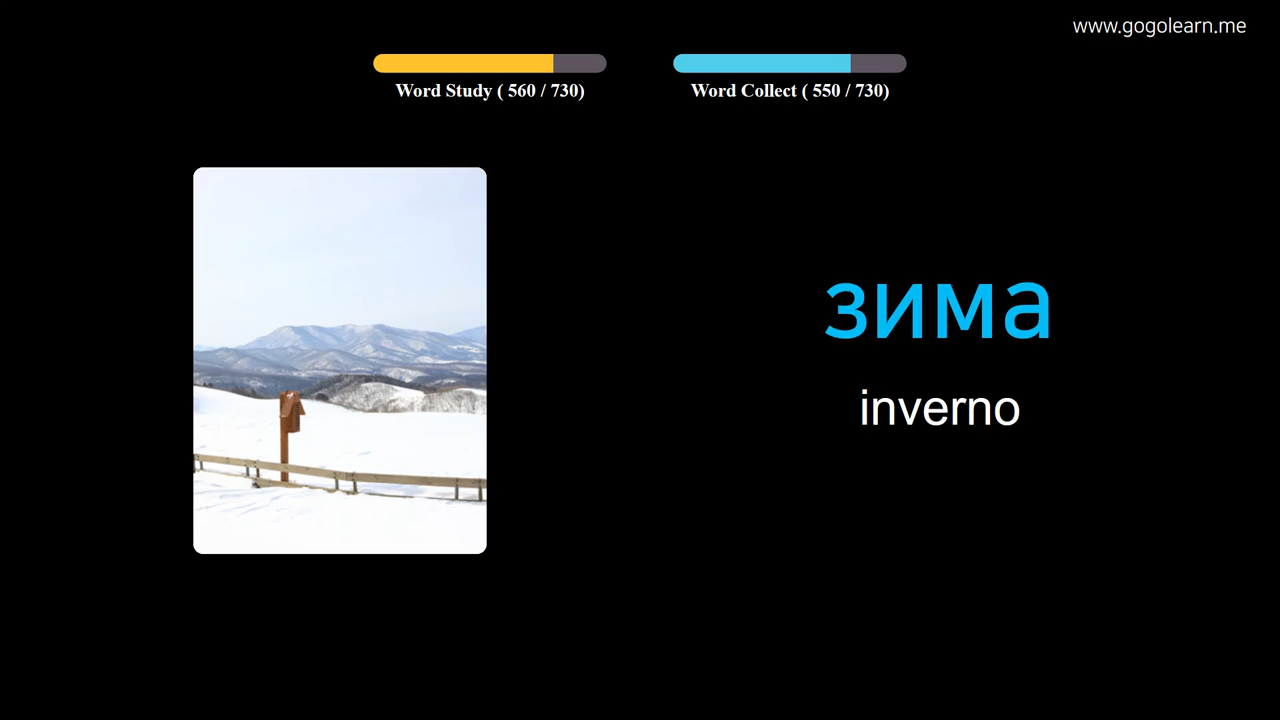 www.gogolearn.me
Word Study ( 560 / 730)
Word Collect ( 550 / 730)
зима
inverno